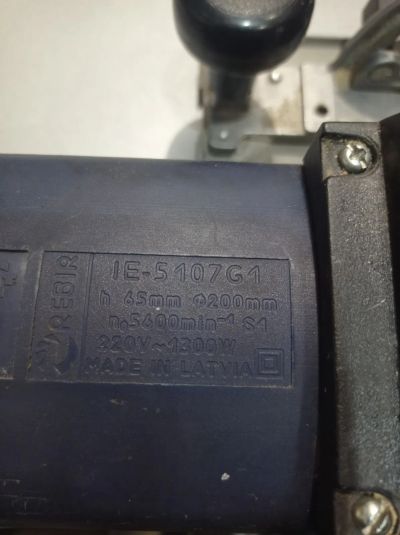 REBIR
IE-5107G1
h 65mm Φ200mm
n₀5600min⁻¹ S1
220V~1300W
MADE IN LATVIA